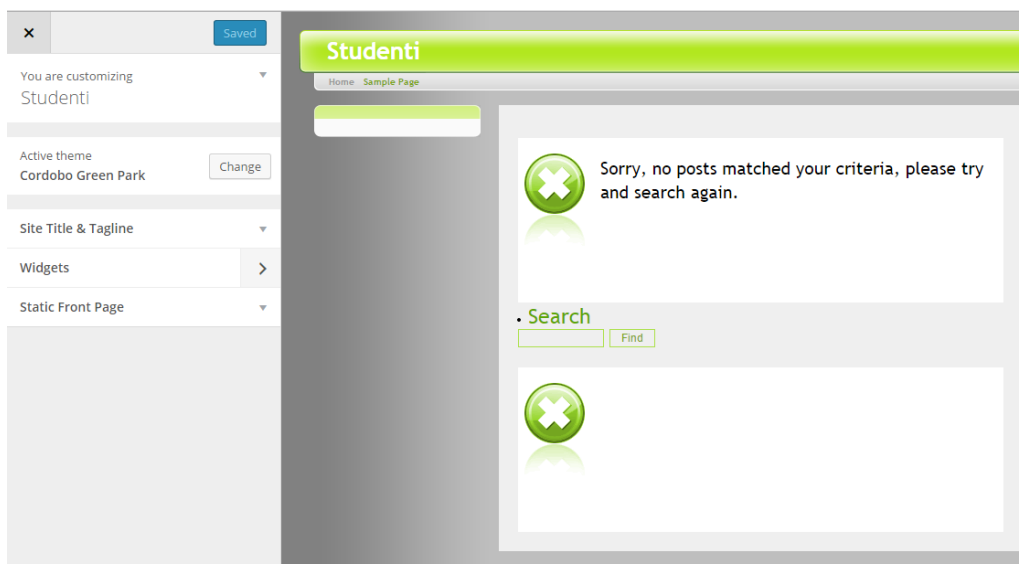 Saved
You are customizing
Studenti
Active theme
Cordobo Green Park
Change
Site Title & Tagline
Widgets
Static Front Page
Studenti
Home Sample Page
Sorry, no posts matched your criteria, please try
and search again.
Search
Find